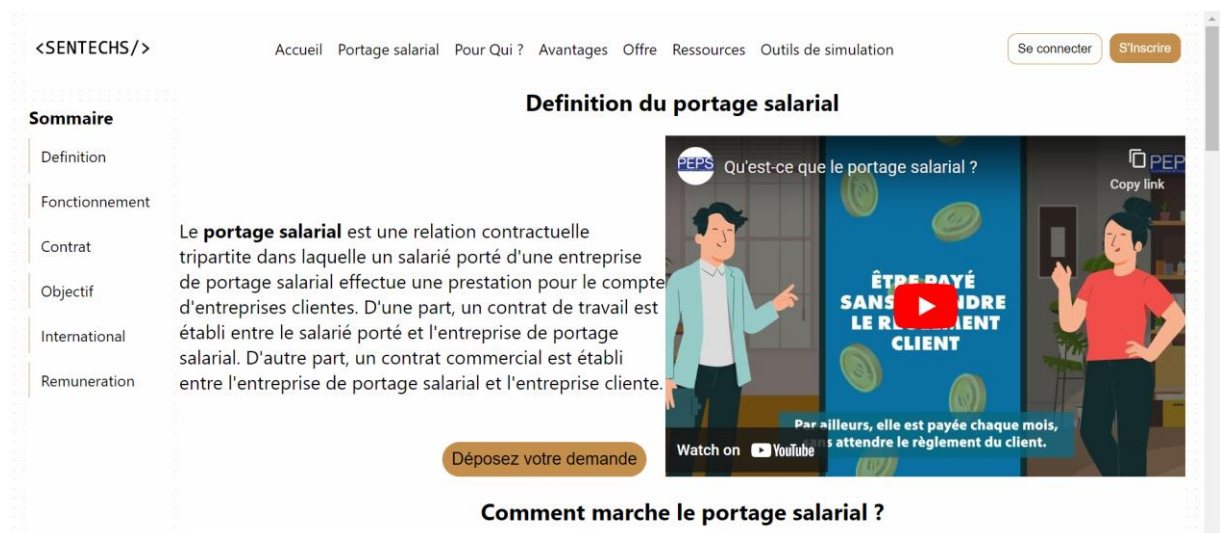 <SENTECHS/>
Accueil Portage salarial Pour Qui ? Avantages Offre Ressources Outils de simulation
Se connecter
S'Inscrire
Sommaire
Definition
Fonctionnement
Contrat
Objectif
International
Remuneration
Definition du portage salarial
Le portage salarial est une relation contractuelle
tripartite dans laquelle un salarié porté d'une entreprise
de portage salarial effectue une prestation pour le compte
d'entreprises clientes. D'une part, un contrat de travail est
établi entre le salarié porté et l'entreprise de portage
salarial. D'autre part, un contrat commercial est établi
entre l'entreprise de portage salarial et l'entreprise cliente.
Déposez votre demande
PEPS
Qu'est-ce que le portage salarial ?
PEP
Copy link
ÊTRE PAYÉ
SANS
LE
CLIENT
Par ailleurs, elle est payée chaque mois,
sans attendre le règlement du client.
Watch on YouTube
Comment marche le portage salarial ?